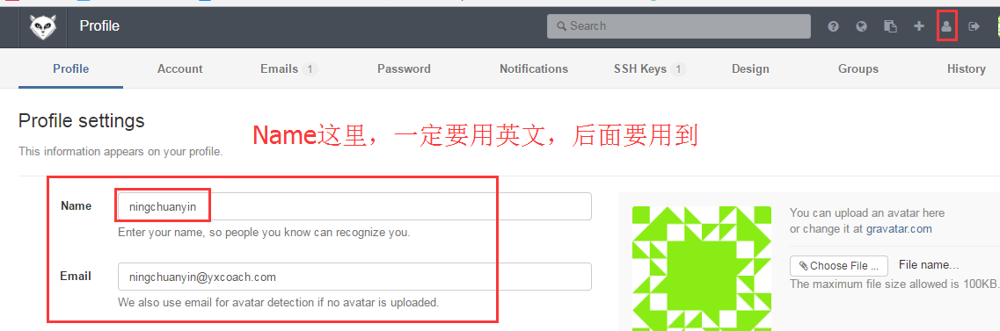 Profile
Search
Profile Account Emails 1 Password Notifications SSH Keys 1 Design Groups History
Profile settings
Name这里，一定要用英文，后面要用到
This information appears on your profile.
Name ningchuanyin
Enter your name, so people you know can recognize you.
Email ningchuanyin@yxcoach.com
We also use email for avatar detection if no avatar is uploaded.
You can upload an avatar here
or change it at gravatar.com
Choose File ... File name...
The maximum file size allowed is 100KB.